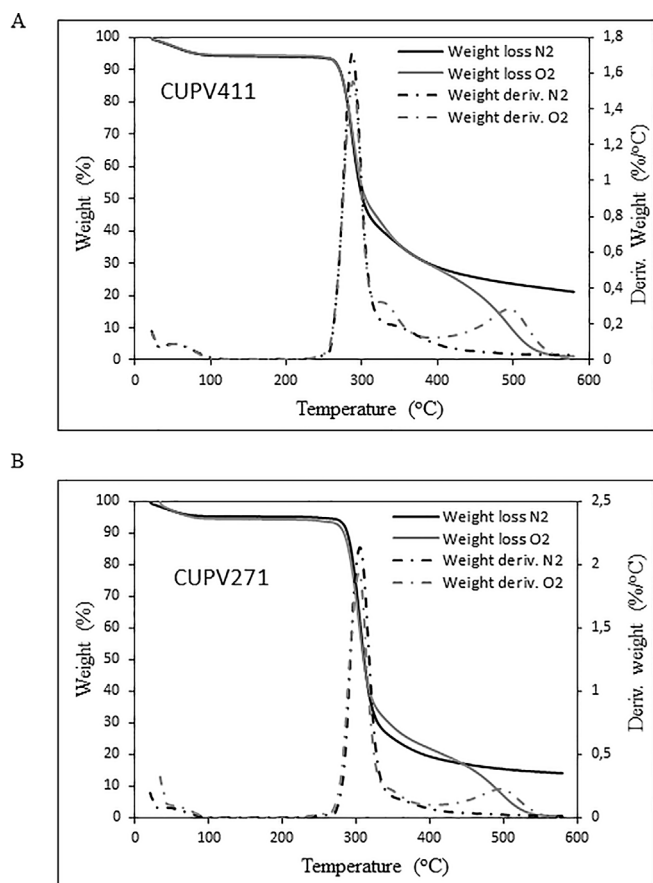 A
Weight loss N2
Weight loss O2
Weight deriv. N2
Weight deriv. O2
CUPV411
Weight (%)
100
90
80
70
60
50
40
30
20
10
0
1,8
1,6
1,4
1,2
1
0,8
0,6
0,4
0,2
0
Deriv. Weight (%/°C)
0 100 200 300 400 500 600
Temperature (°C)
B
Weight loss N2
Weight loss O2
Weight deriv. N2
Weight deriv. O2
CUPV271
Weight (%)
100
90
80
70
60
50
40
30
20
10
0
2,5
2
1,5
1
0,5
0
Deriv. weight (%/°C)
0 100 200 300 400 500 600
Temperature (°C)